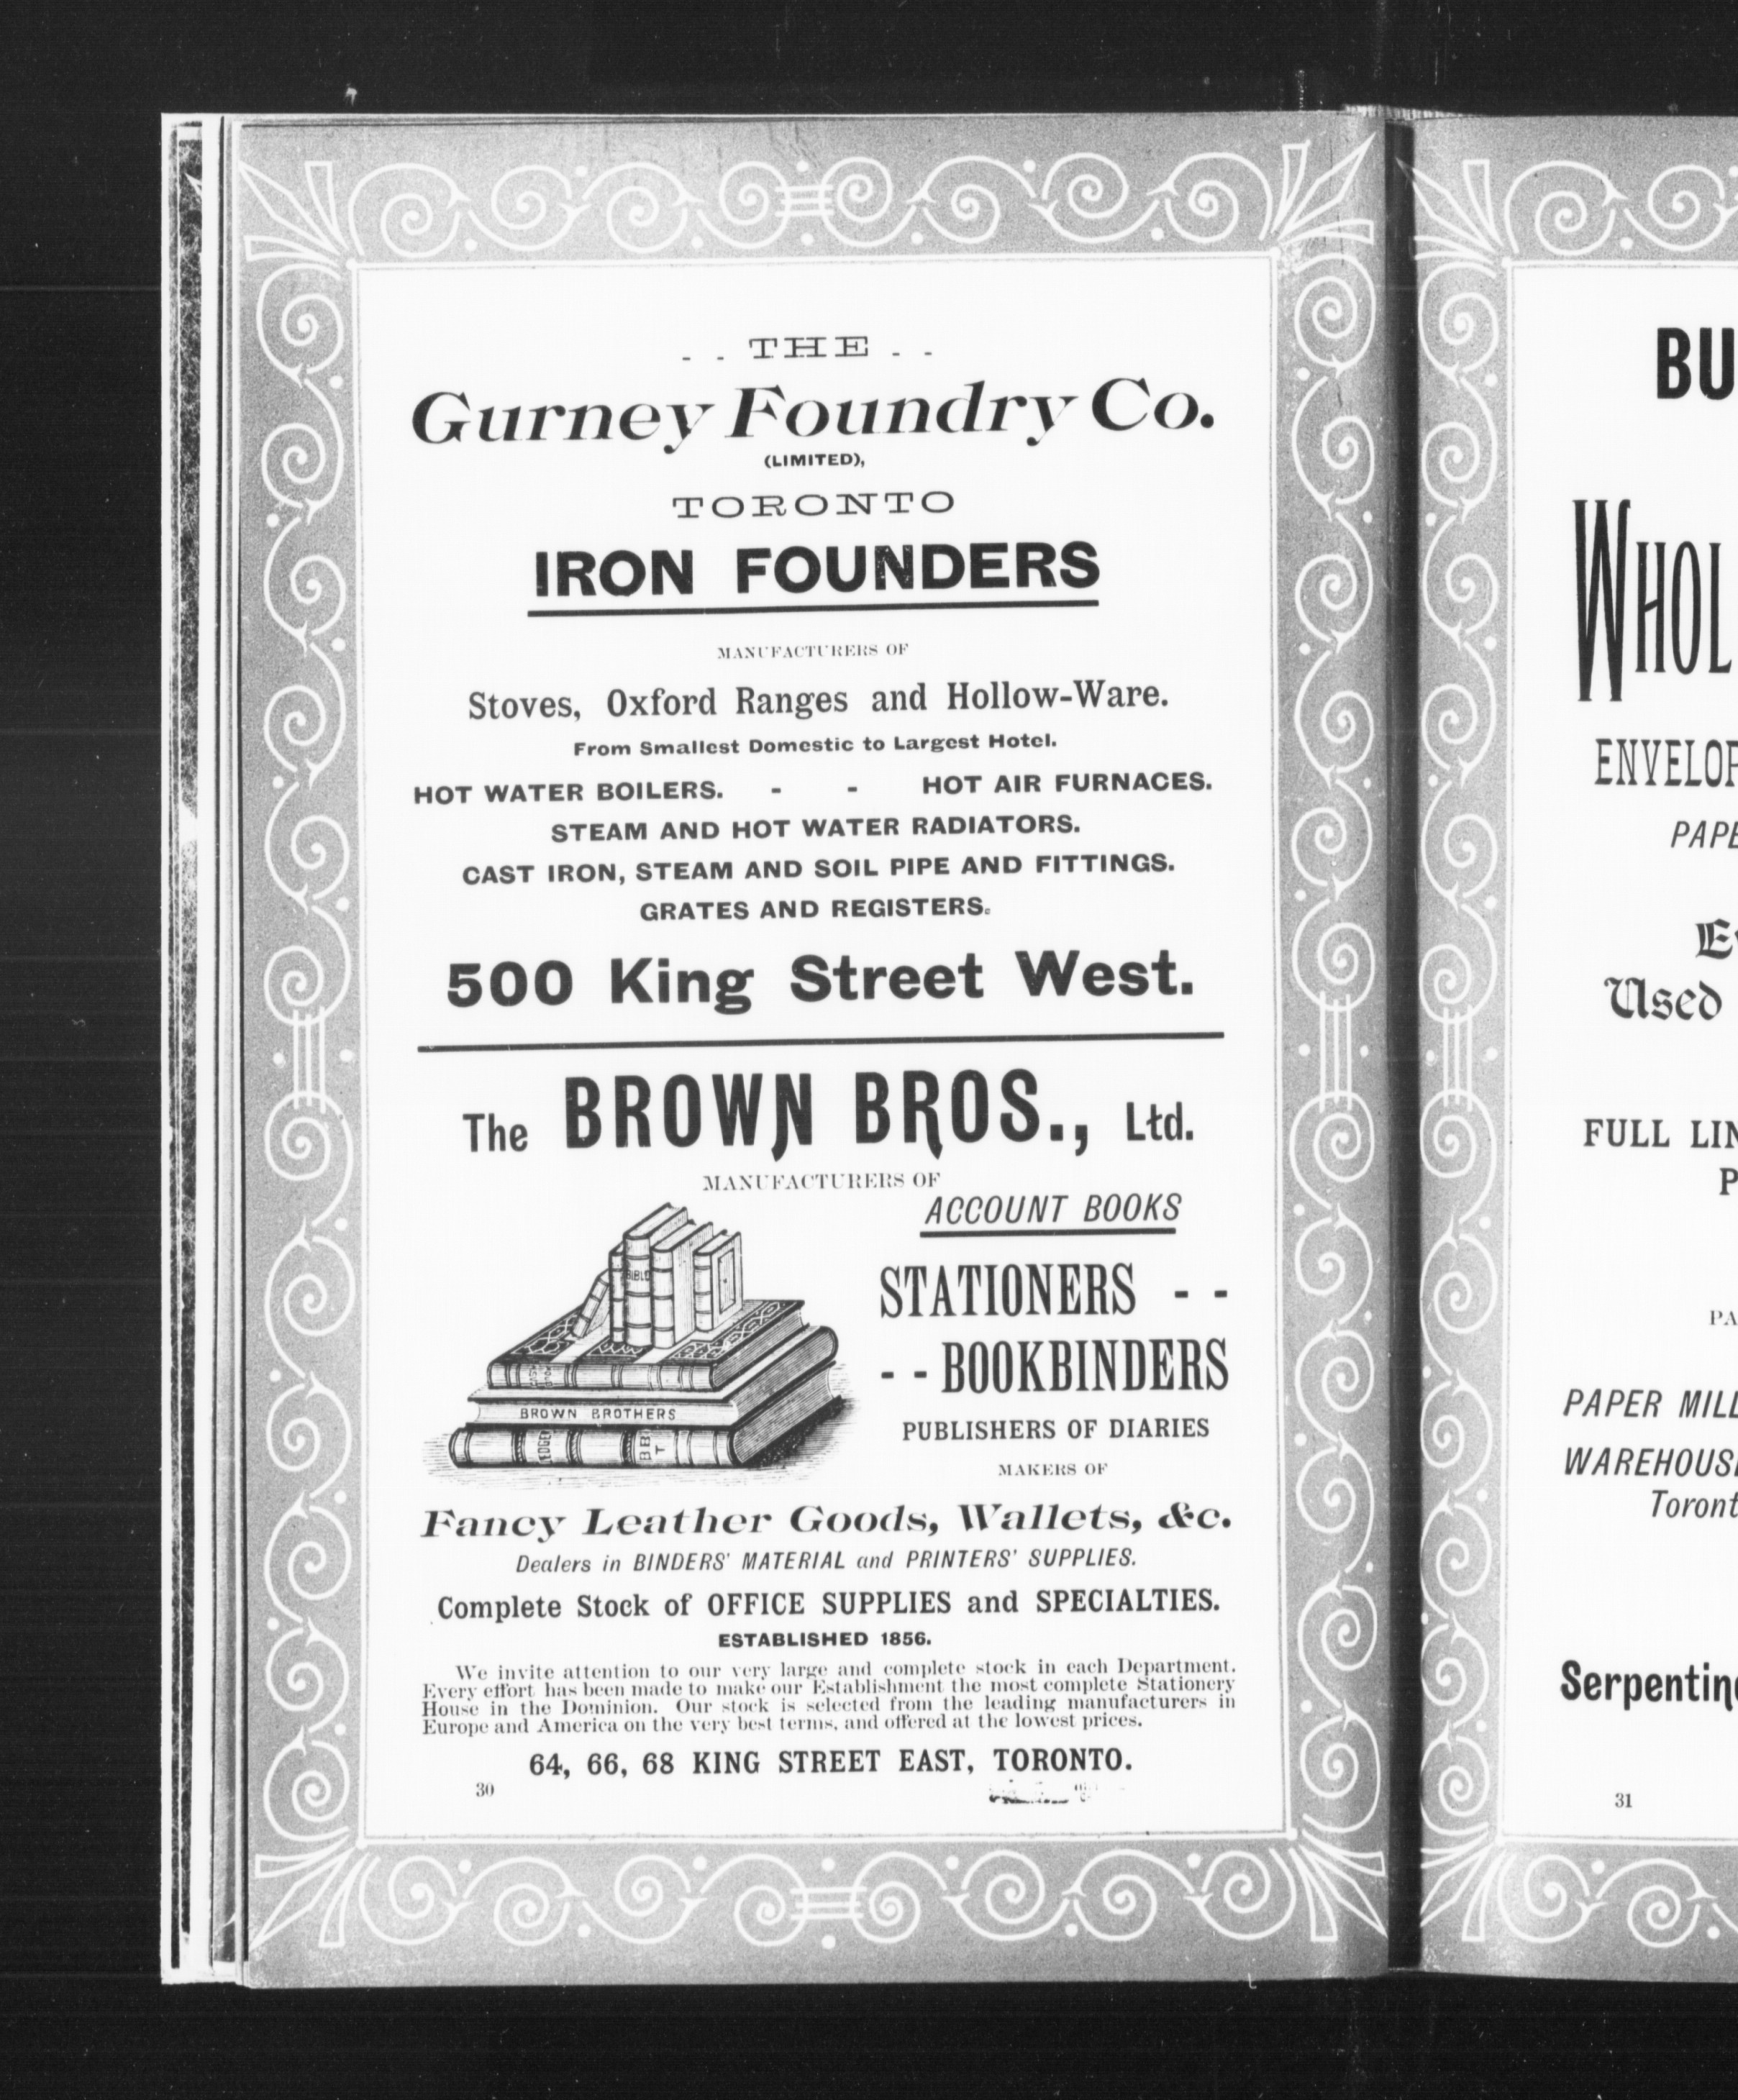 - - THE - -
Gurney Foundry Co.
(LIMITED),
TORONTO
IRON FOUNDERS
MANUFACTURERS OF
Stoves, Oxford Ranges and Hollow-Ware.
From Smallest Domestic to Largest Hotel.
HOT WATER BOILERS. - - HOT AIR FURNACES.
STEAM AND HOT WATER RADIATORS.
CAST IRON, STEAM AND SOIL PIPE AND FITTINGS.
GRATES AND REGISTERS.
500 King Street West.
The BROWN BROS., Ltd.
MANUFACTURERS OF
ACCOUNT BOOKS
STATIONERS - -
- - BOOKBINDERS
PUBLISHERS OF DIARIES
MAKERS OF
BIBLE
BROWN BROTHERS
LEDGER
BB
T
Fancy Leather Goods, Wallets, &c.
Dealers in BINDERS' MATERIAL and PRINTERS' SUPPLIES.
Complete Stock of OFFICE SUPPLIES and SPECIALTIES.
ESTABLISHED 1856.
We invite attention to our very large and complete stock in each Department.
Every effort has been made to make our Establishment the most complete Stationery
House in the Dominion. Our stock is selected from the leading manufacturers in
Europe and America on the very best terms, and offered at the lowest prices.
64, 66, 68 KING STREET EAST, TORONTO.
30
BU
WHOL
ENVELOP
PAPE
Ev
Used
FULL LIN
P
PA
PAPER MILL
WAREHOUS
Toront
Serpentin
31